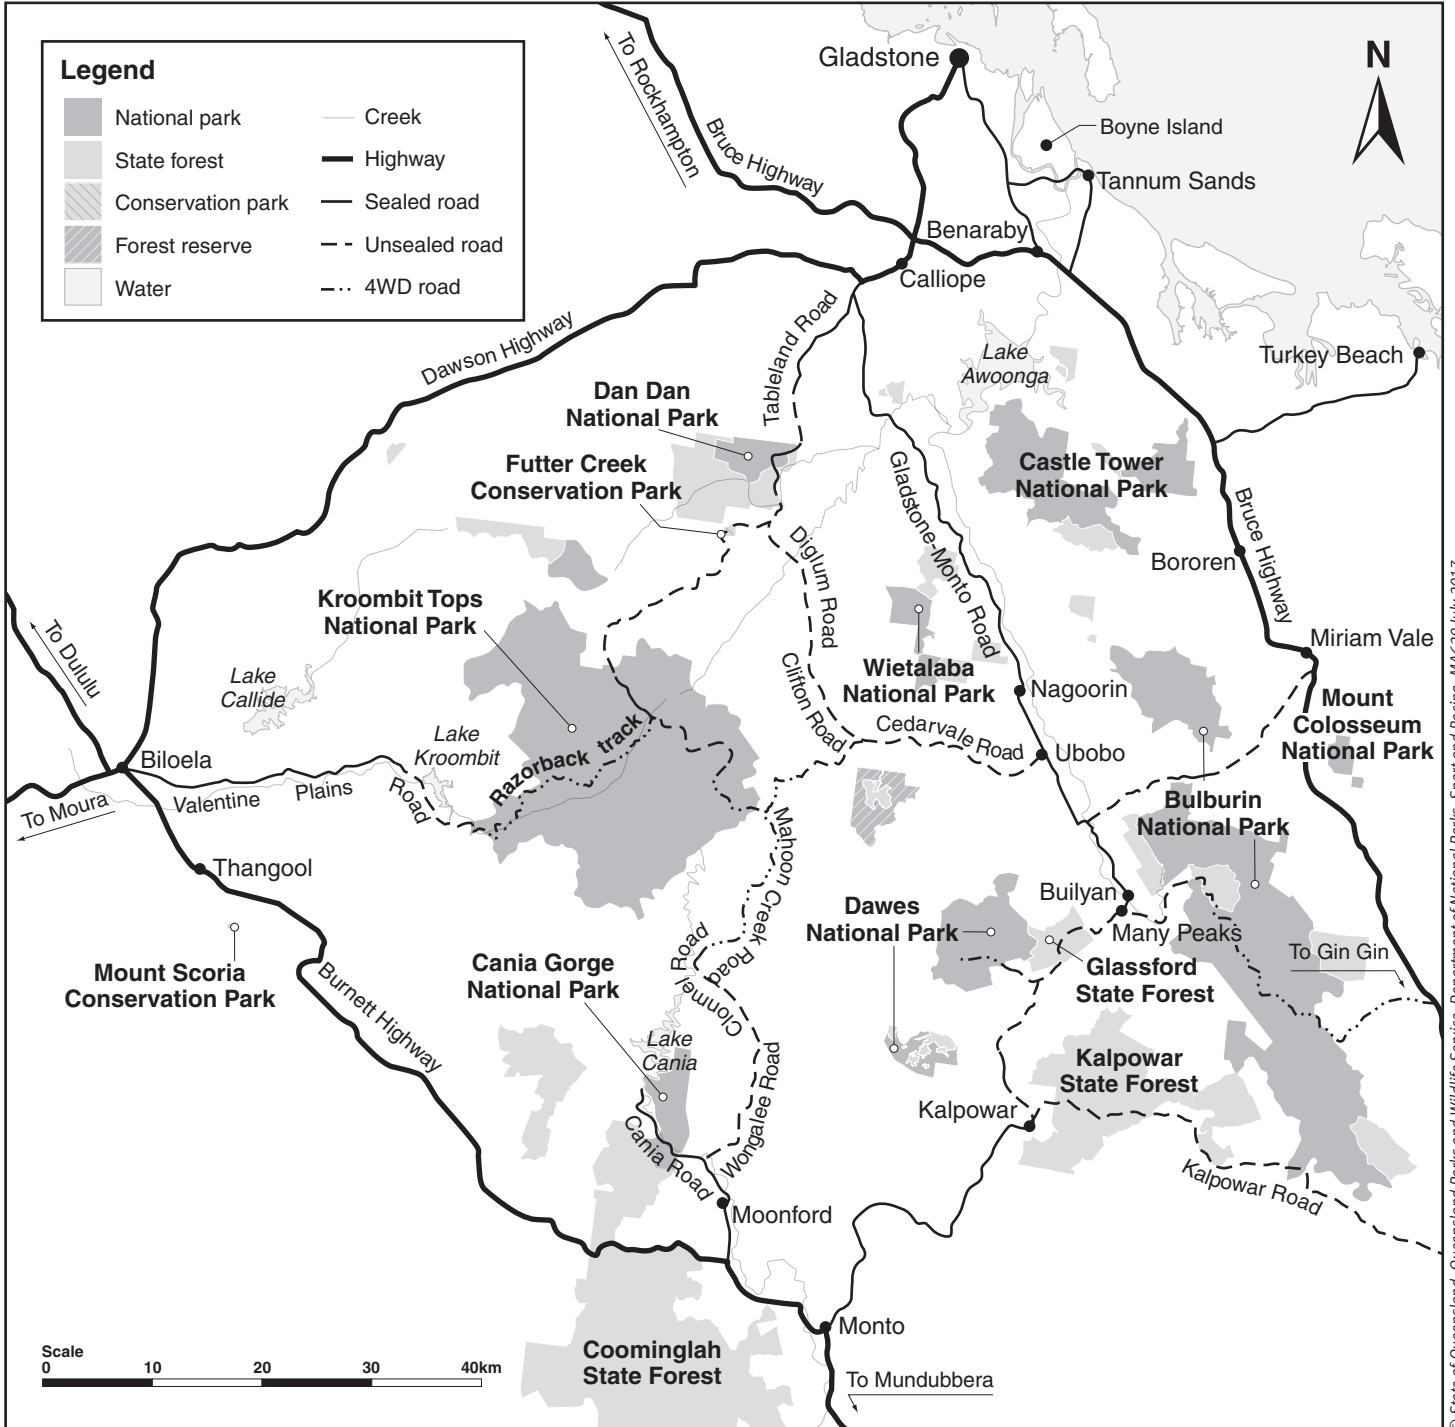 Legend
National park
State forest
Conservation park
Forest reserve
Water
Creek
Highway
Sealed road
Unsealed road
4WD road
To Rockhampton
Bruce Highway
Gladstone
N
Boyne Island
Tannum Sands
Benaraby
Calliope
Dawson Highway
Tableland Road
Lake
Awoonga
Turkey Beach
Dan Dan
National Park
Futter Creek
Conservation Park
Castle Tower
National Park
Gladstone-Monto Road
Bruce Highway
Bororen
Diglum Road
Kroombit Tops
National Park
To Dululu
Lake
Callide
Wietalaba
National Park
Miriam Vale
Nagoorin
Mount
Colosseum
National Park
Clifton Road
Cedarvale Road
Ubobo
Lake
Kroombit
Razorback track
Biloela
To Moura
Valentine
Plains
Road
Bulburin
National Park
Mahoon Creek Road
Thangool
Dawes
National Park
Builyan
Many Peaks
To Gin Gin
Mount Scoria
Conservation Park
Burnett Highway
Cania Gorge
National Park
Clonmel Road
Glassford
State Forest
Lake
Cania
Wongalee Road
Kalpowar
State Forest
Kalpowar
Cania Road
Kalpowar Road
Moonford
Monto
Coominglah
State Forest
To Mundubbera
Scale
0 10 20 30 40km